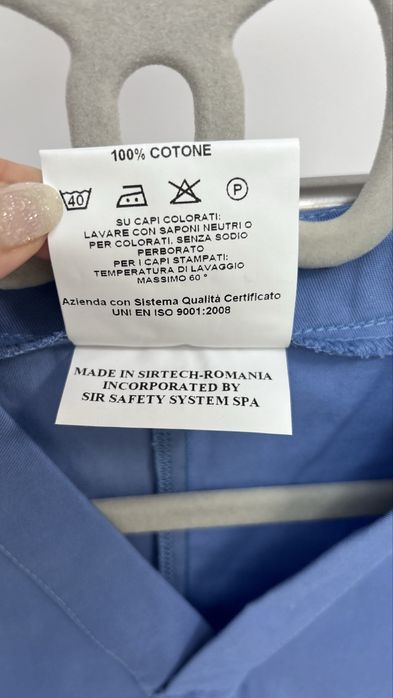 100% COTONE
40 P
SU CAPI COLORATI:
LAVARE CON SAPONI NEUTRI O
PER COLORATI, SENZA SODIO
PERBORATO
PER I CAPI STAMPATI:
TEMPERATURA DI LAVAGGIO
MASSIMO 60°
Azienda con Sistema Qualità Certificato
UNI EN ISO 9001:2008
MADE IN SIRTECH-ROMANIA
INCORPORATED BY
SIR SAFETY SYSTEM SPA